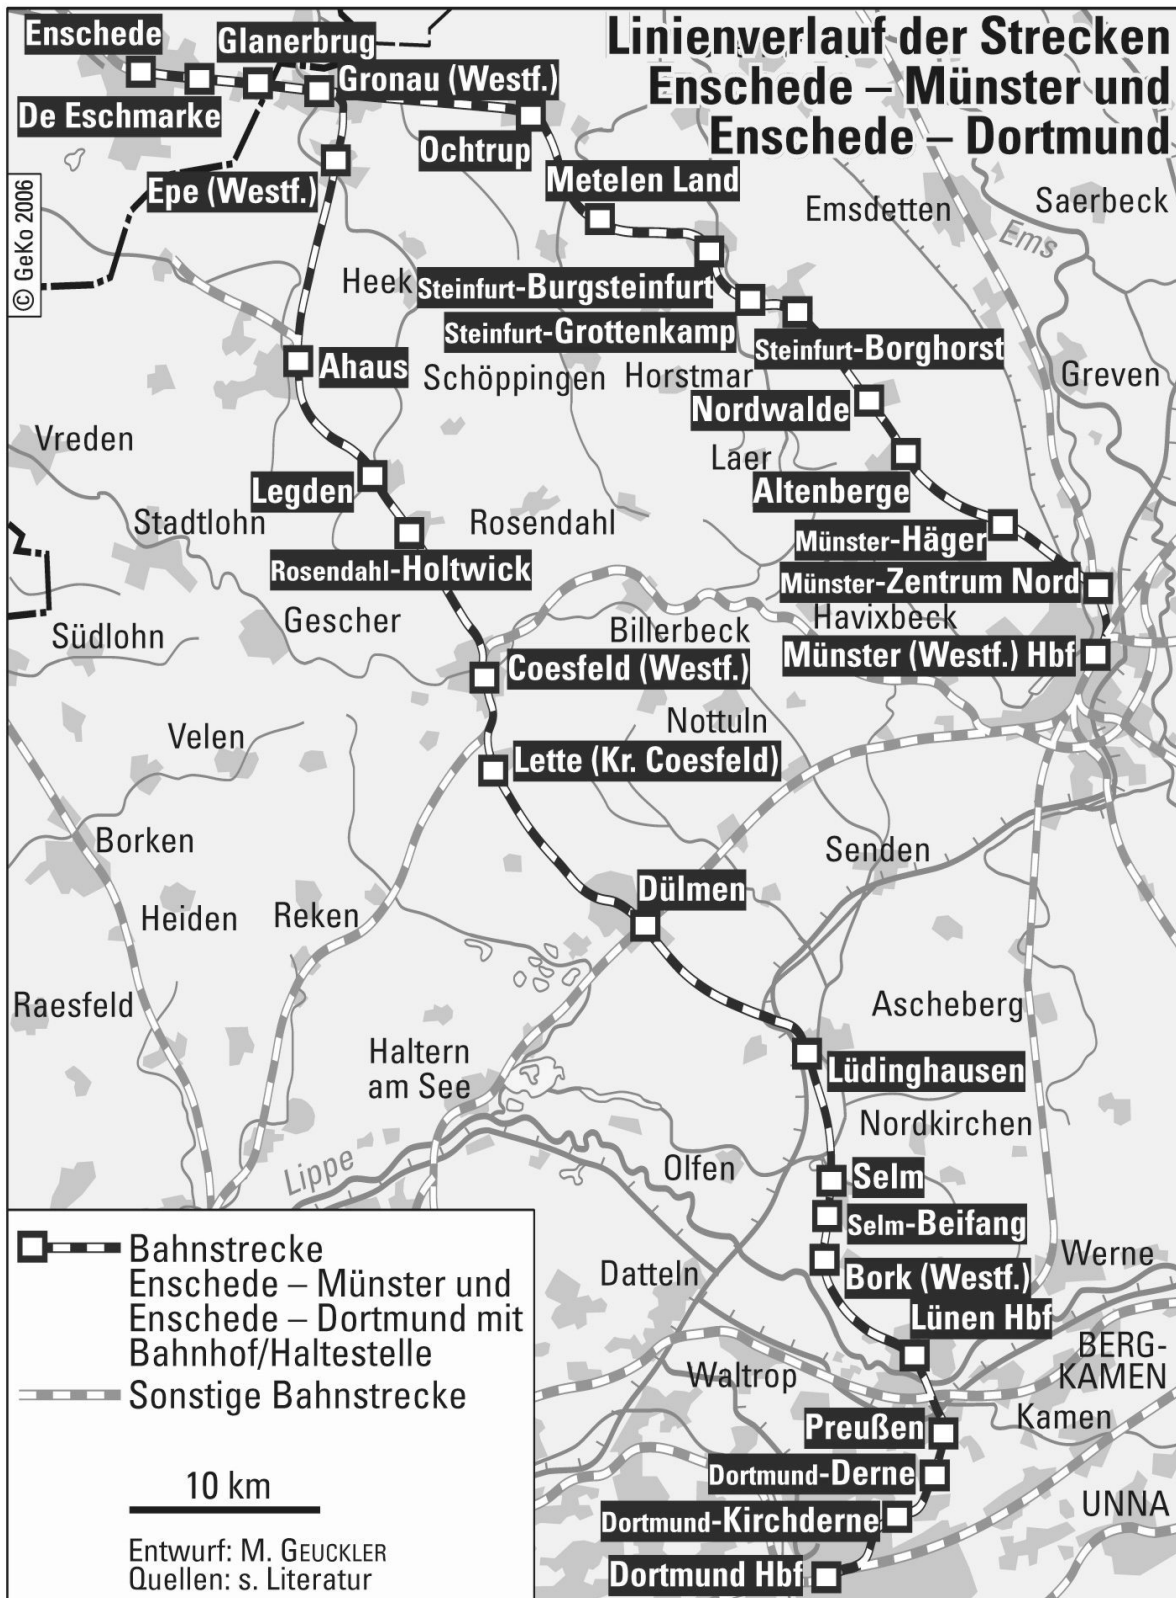 Linienverlauf der Strecken
Enschede – Münster und
Enschede – Dortmund
Enschede
Glanerbrug
Gronau (Westf.)
De Eschmarke
Ochtrup
Epe (Westf.)
Metelen Land
Emsdetten
Saerbeck
Ems
© GeKo 2006
Heek
Steinfurt-Burgsteinfurt
Steinfurt-Grottenkamp
Steinfurt-Borghorst
Ahaus
Schöppingen
Horstmar
Greven
Nordwalde
Vreden
Laer
Legden
Altenberge
Stadtlohn
Rosendahl
Münster-Häger
Rosendahl-Holtwick
Münster-Zentrum Nord
Gescher
Havixbeck
Südlohn
Billerbeck
Münster (Westf.) Hbf
Coesfeld (Westf.)
Nottuln
Velen
Lette (Kr. Coesfeld)
Borken
Senden
Dülmen
Heiden
Reken
Raesfeld
Ascheberg
Haltern
am See
Lüdinghausen
Nordkirchen
Lippe
Olfen
Selm
Selm-Beifang
Werne
Datteln
Bork (Westf.)
Lünen Hbf
BERG-
KAMEN
Waltrop
Kamen
Preußen
Dortmund-Derne
UNNA
Dortmund-Kirchderne
Dortmund Hbf
Bahnstrecke
Enschede – Münster und
Enschede – Dortmund mit
Bahnhof/Haltestelle
Sonstige Bahnstrecke
10 km
Entwurf: M. GEUCKLER
Quellen: s. Literatur